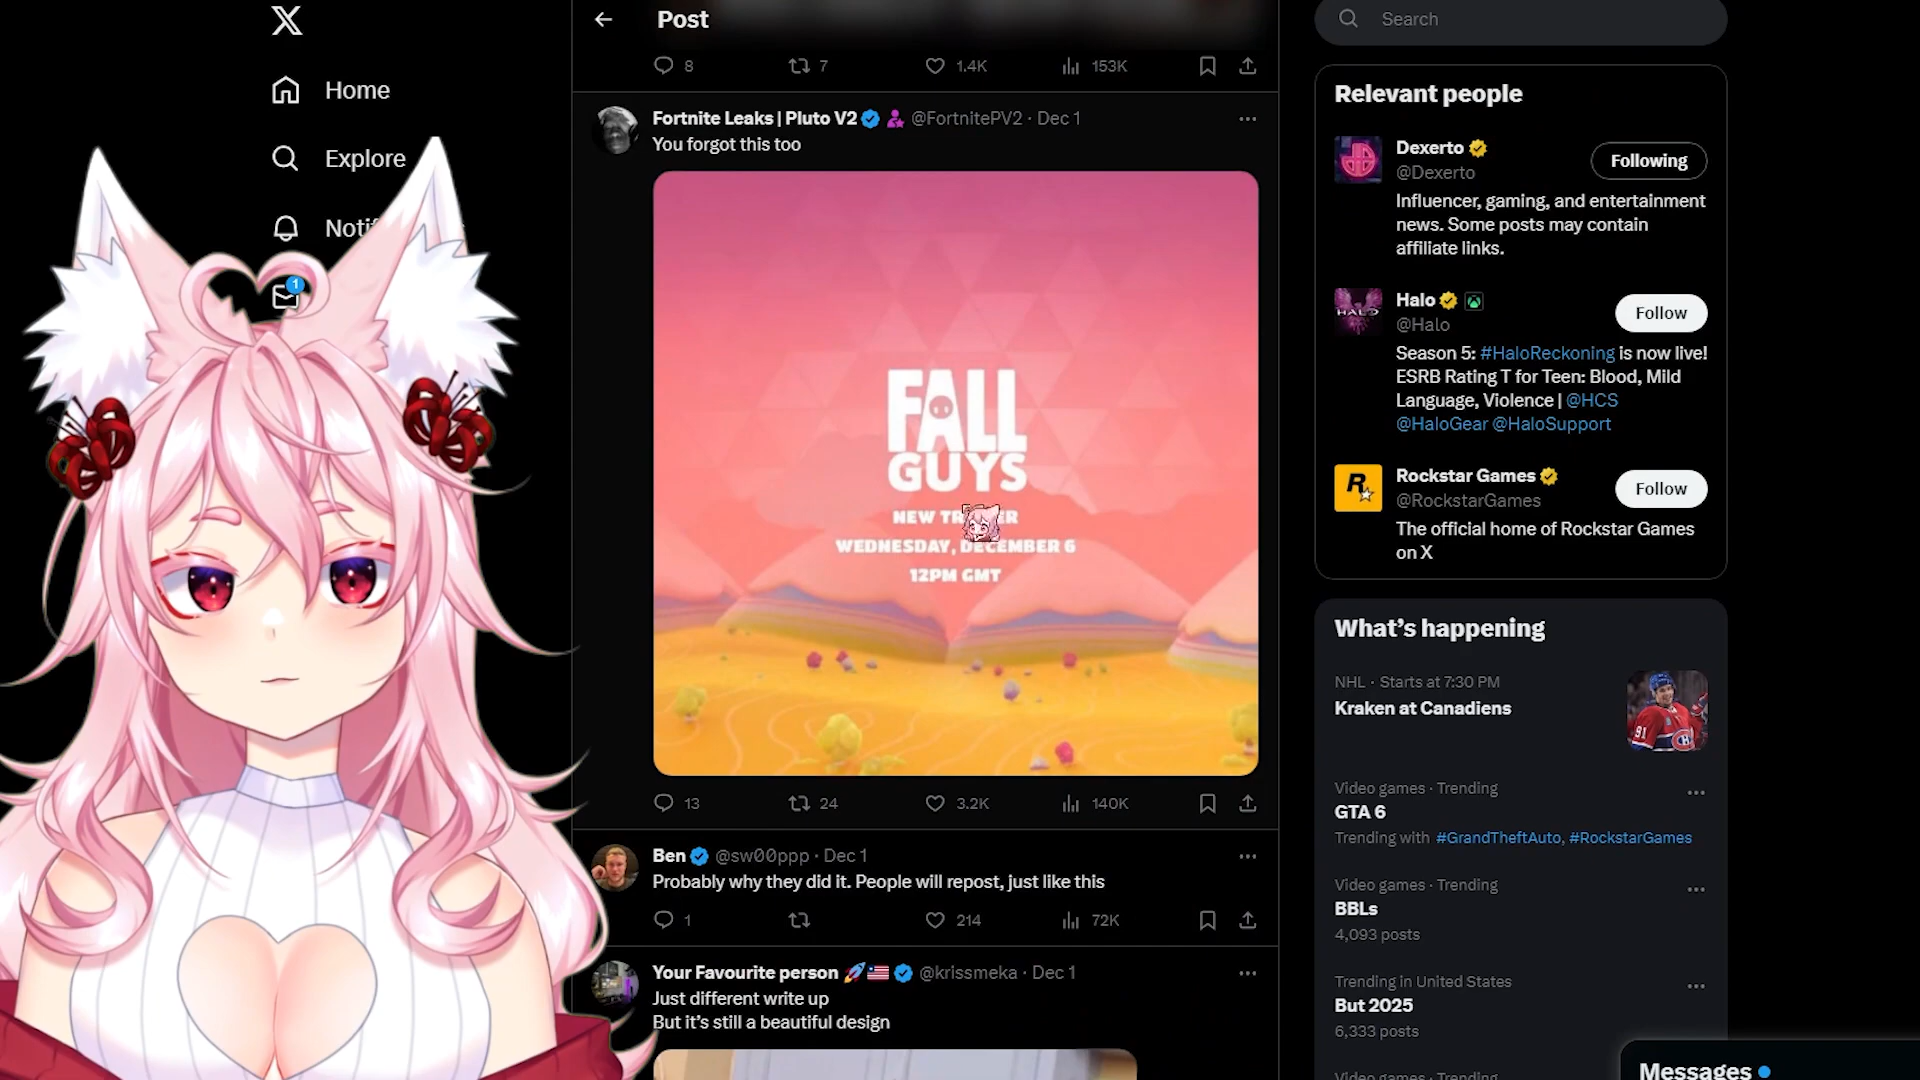 Home
Explore
1
Post
8
7
1.4K
153K
Fortnite Leaks | Pluto V2 @FortnitePV2 · Dec 1
You forgot this too
FALL
GUYS
WEDNESDAY, DECEMBER 6
12PM GMT
13
24
3.2K
140K
Ben @sw00ppp · Dec 1
Probably why they did it. People will repost, just like this
1
214
72K
Your Favourite person @krissmeka · Dec 1
Just different write up
But it's still a beautiful design
Search
Relevant people
Dexerto
Following
@Dexerto
Influencer, gaming, and entertainment
news. Some posts may contain
affiliate links.
Halo
Follow
@Halo
Season 5: #HaloReckoning is now live!
ESRB Rating T for Teen: Blood, Mild
Language, Violence | @HCS
@HaloGear @HaloSupport
Rockstar Games
Follow
@RockstarGames
The official home of Rockstar Games
on X
What's happening
NHL · Starts at 7:30 PM
Kraken at Canadiens
Video games · Trending
GTA 6
Trending with #GrandTheftAuto, #RockstarGames
Video games · Trending
BBLs
4,093 posts
Trending in United States
But 2025
6,333 posts
Video games · Trending
Messages